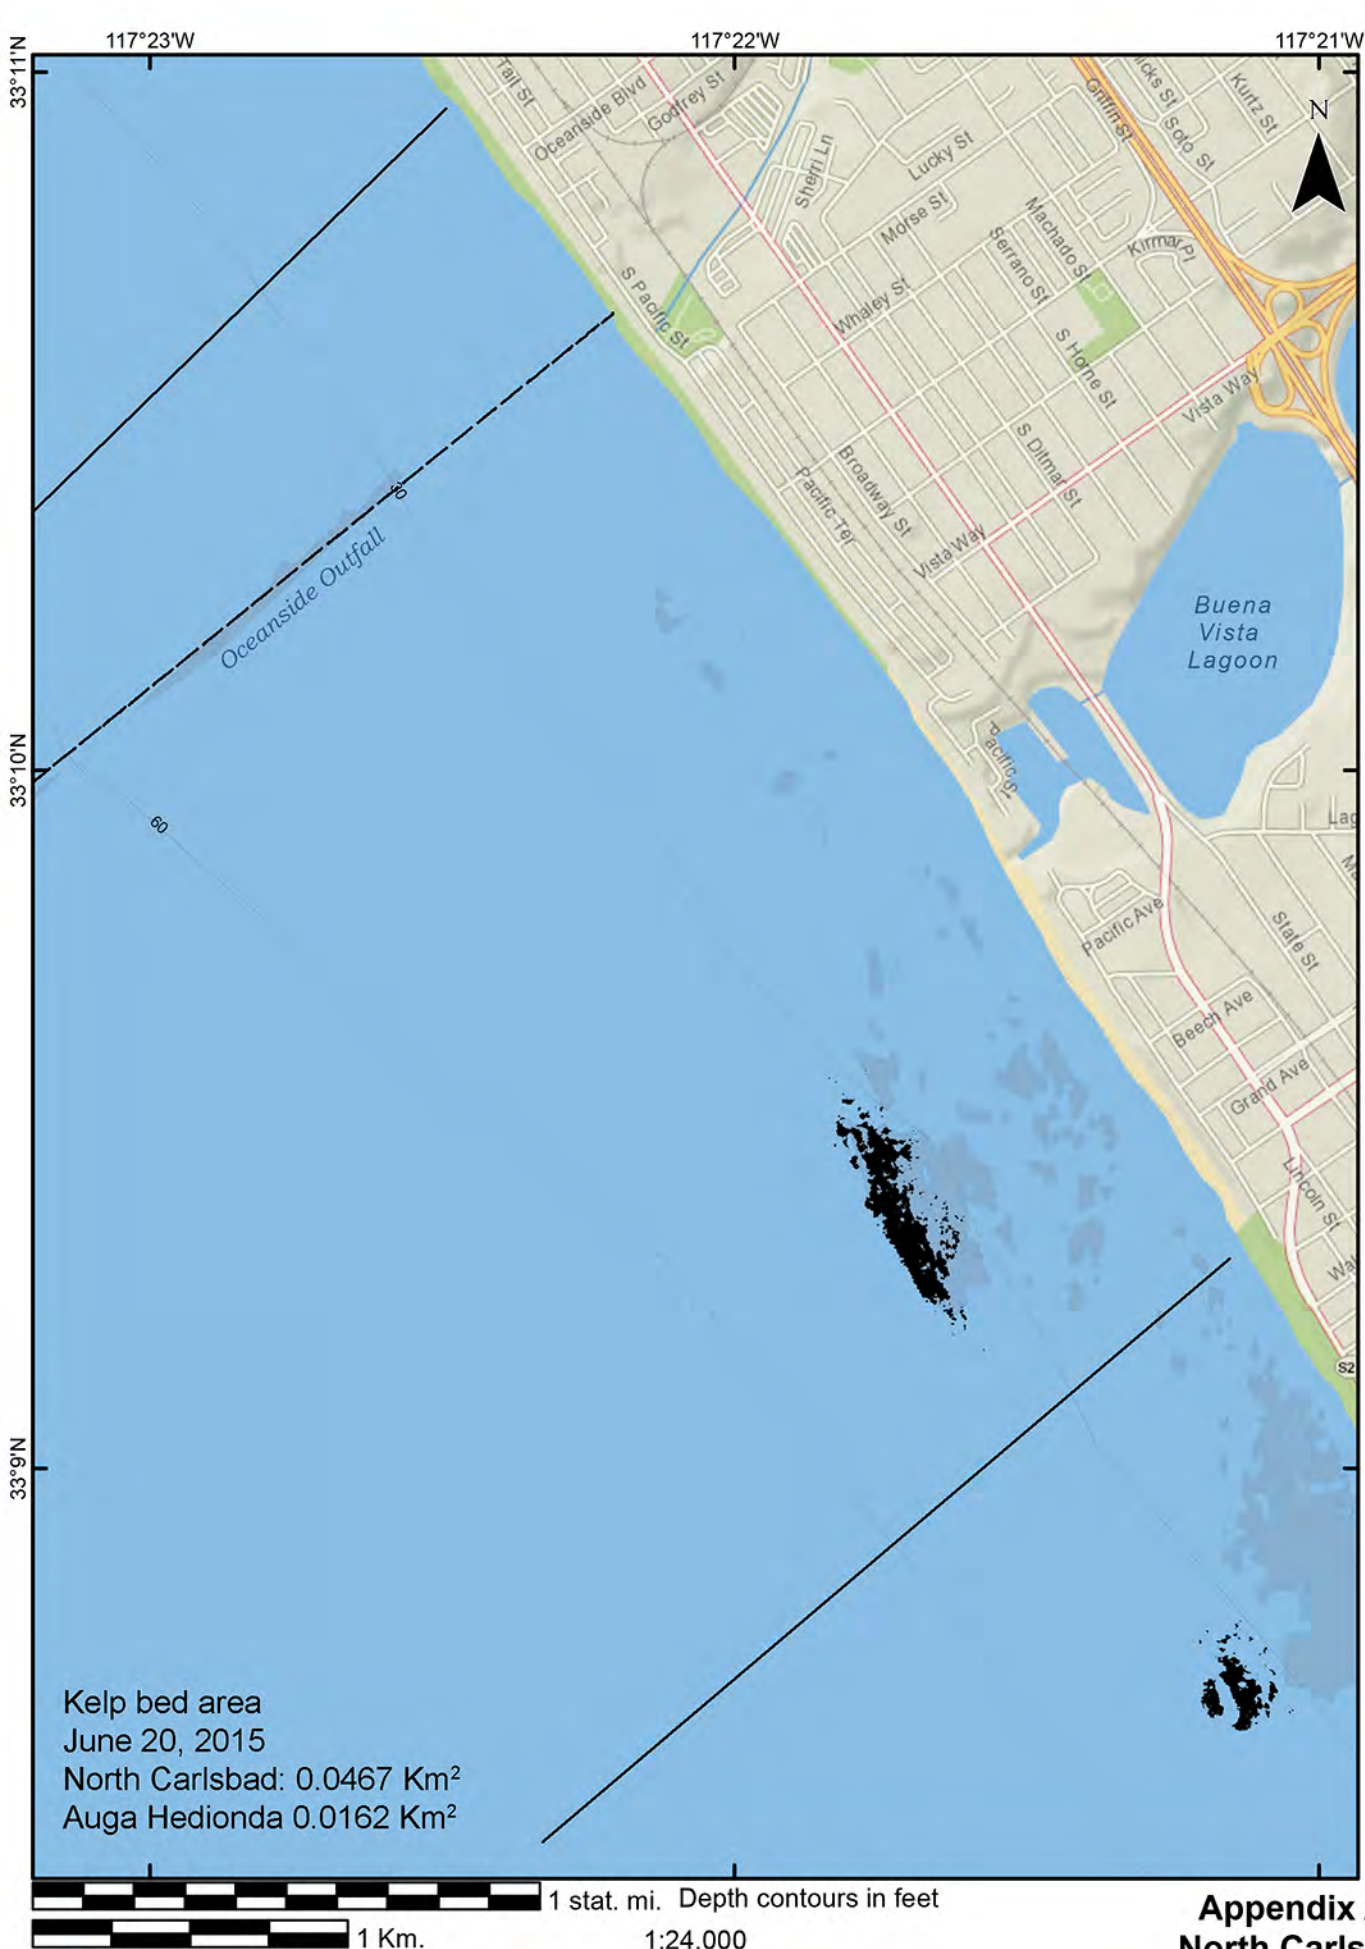 117°23'W
117°22'W
117°21'W
33°11'N
Tait St
Oceanside Blvd
Godfrey St
Sherri Ln
Lucky St
Morse St
Griffin St
Soto St
Kurtz St
N
Machado St
Kirmar Pl
Serrano St
S Pacific St
Whaley St
S Horne St
Vista Way
S Ditmar St
Broadway St
Pacific Ter
Vista Way
30
Oceanside Outfall
Buena
Vista
Lagoon
Pacific St
33°10'N
60
Pacific Ave
State St
Beech Ave
Grand Ave
Lincoln St
S2
33°9'N
Kelp bed area
June 20, 2015
North Carlsbad: 0.0467 Km²
Auga Hedionda 0.0162 Km²
1 stat. mi. Depth contours in feet
1 Km.
1:24,000
Appendix
North Carls